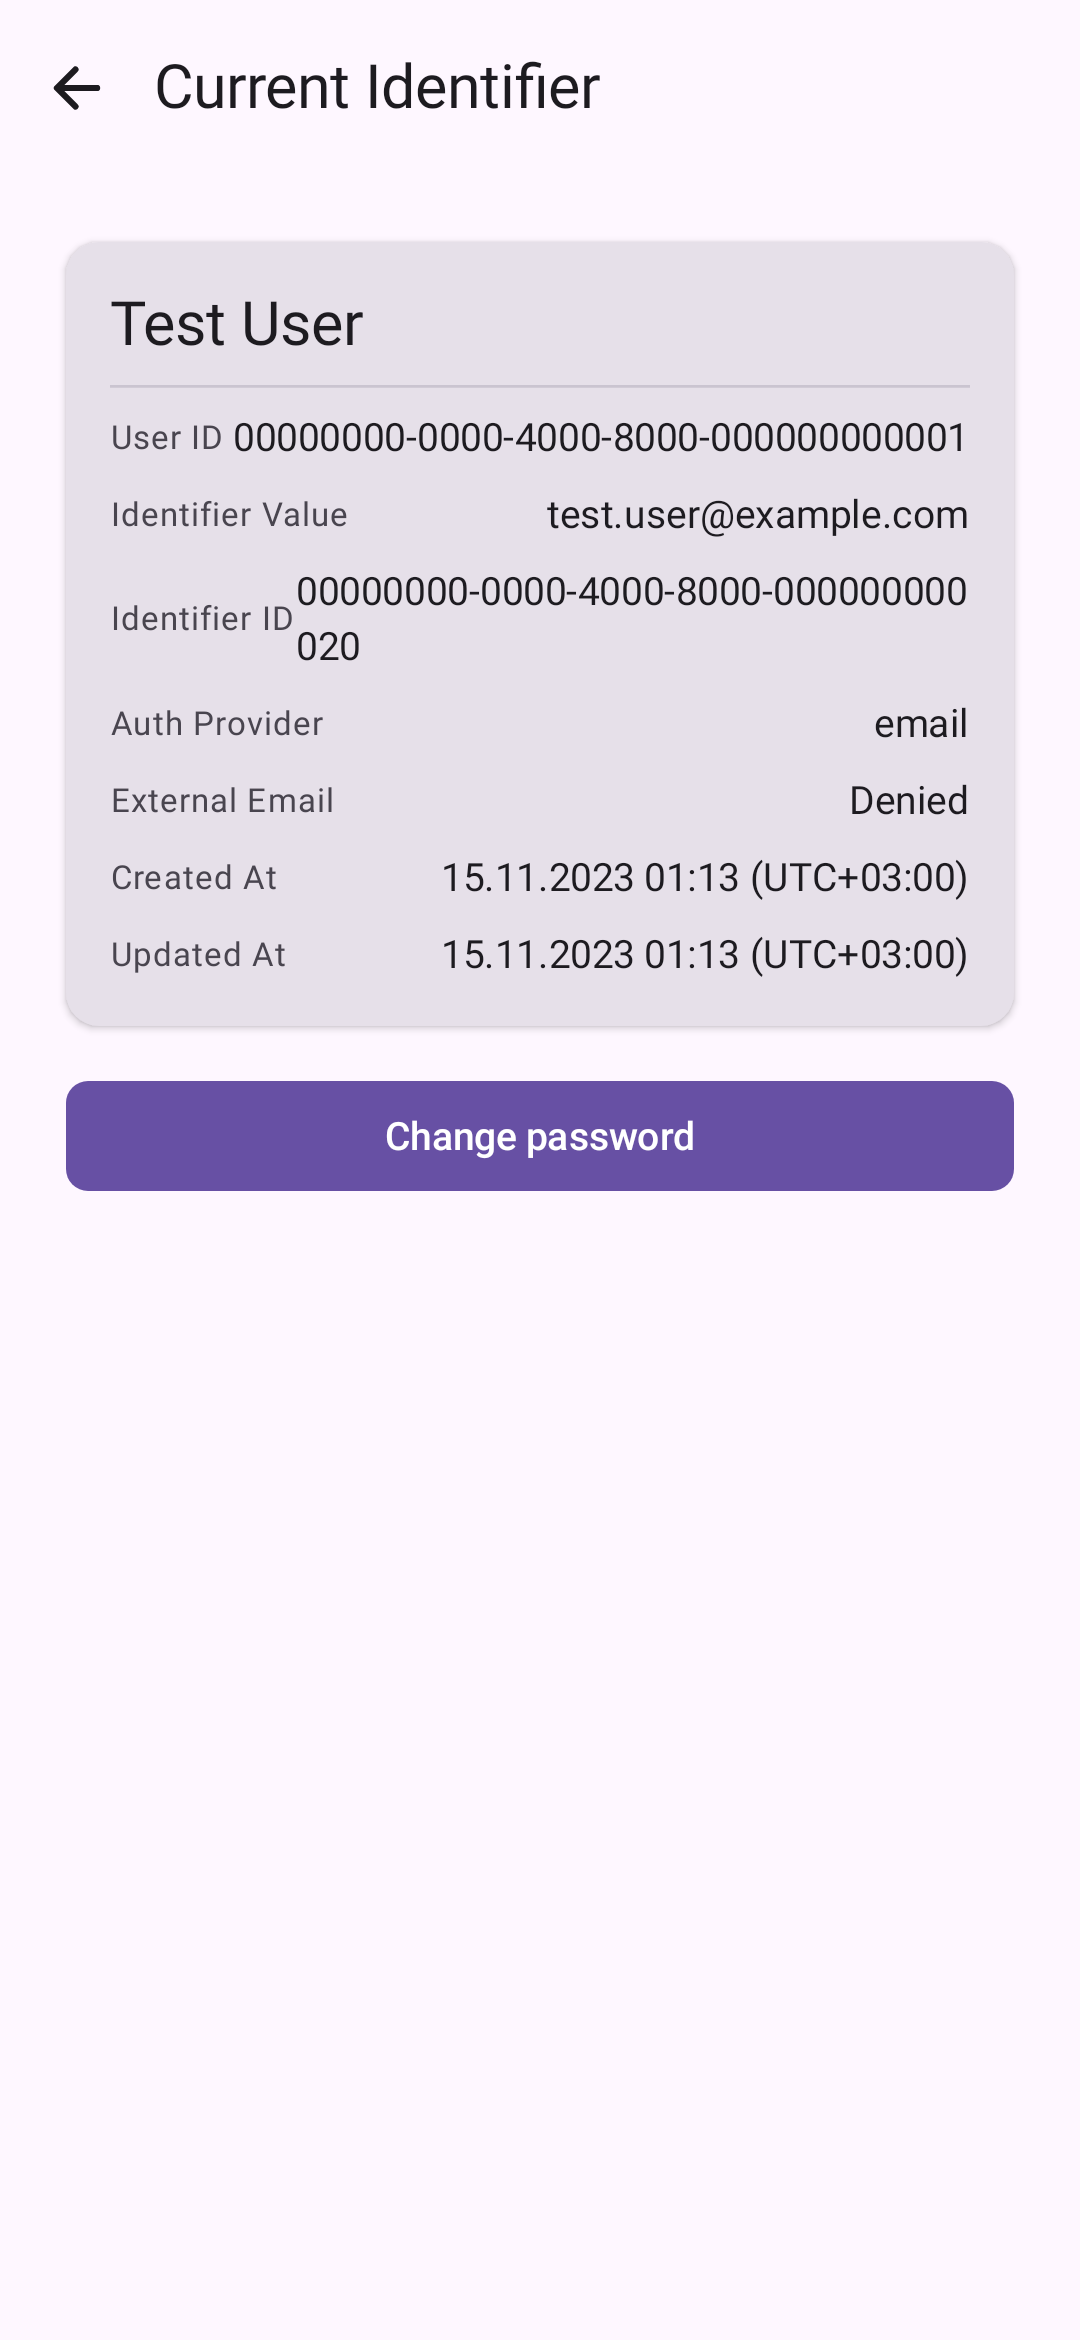 Current Identifier
Test User
User ID 00000000-0000-4000-8000-000000000001
Identifier Value test.user@example.com
Identifier ID 00000000-0000-4000-8000-000000000
020
Auth Provider email
External Email Denied
Created At 15.11.2023 01:13 (UTC+03:00)
Updated At 15.11.2023 01:13 (UTC+03:00)
Change password